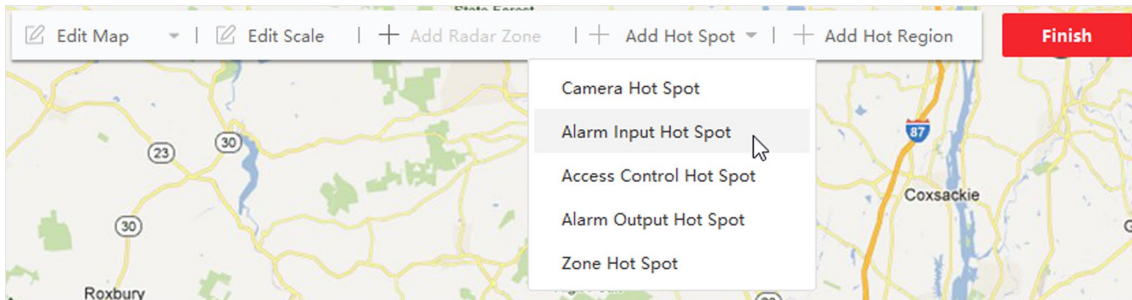 State Forest
Edit Map | Edit Scale | Add Radar Zone | Add Hot Spot | Add Hot Region Finish
Camera Hot Spot
Alarm Input Hot Spot
87
30
23
Access Control Hot Spot
Coxsackie
Alarm Output Hot Spot
30
Zone Hot Spot
Roxbury